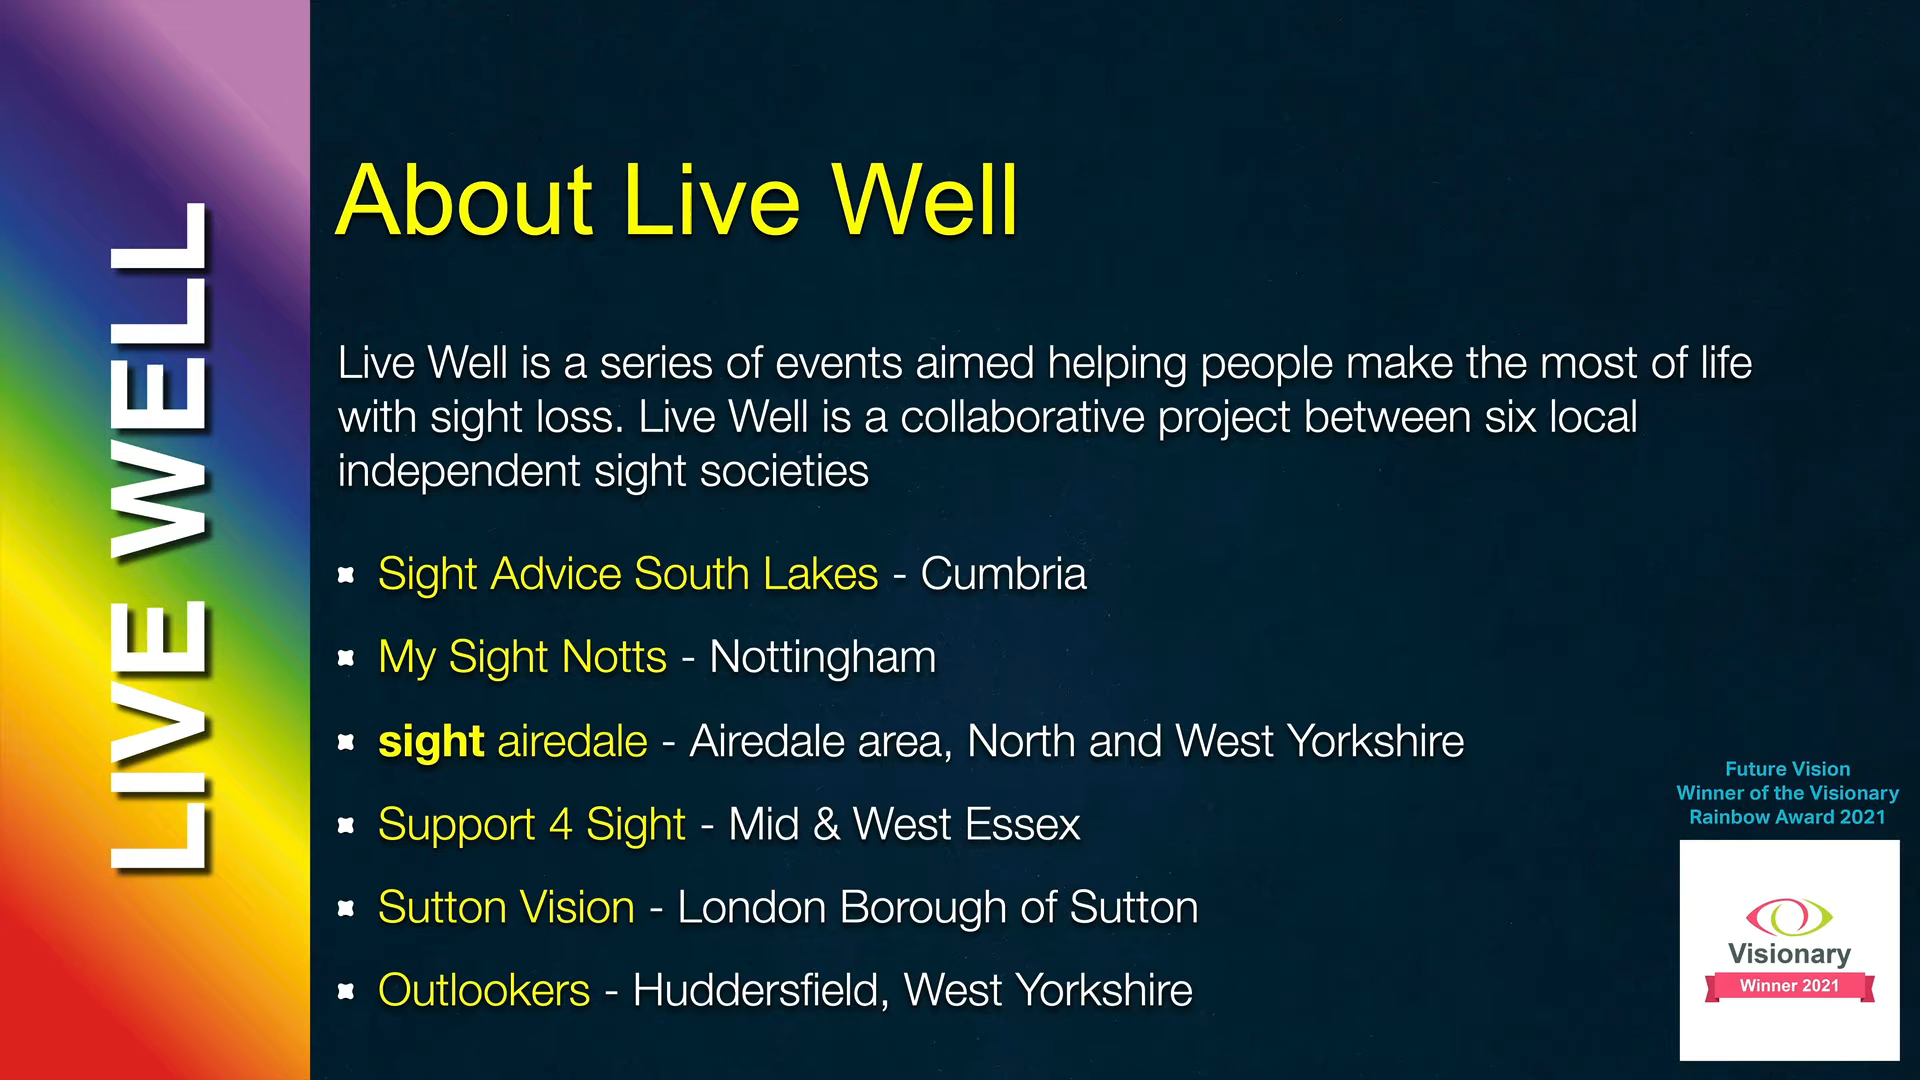 LIVE WELL
About Live Well
Live Well is a series of events aimed helping people make the most of life
with sight loss. Live Well is a collaborative project between six local
independent sight societies
Sight Advice South Lakes - Cumbria
My Sight Notts - Nottingham
sight airedale - Airedale area, North and West Yorkshire
Support 4 Sight - Mid & West Essex
Sutton Vision - London Borough of Sutton
Outlookers - Huddersfield, West Yorkshire
Future Vision
Winner of the Visionary
Rainbow Award 2021
Visionary
Winner 2021